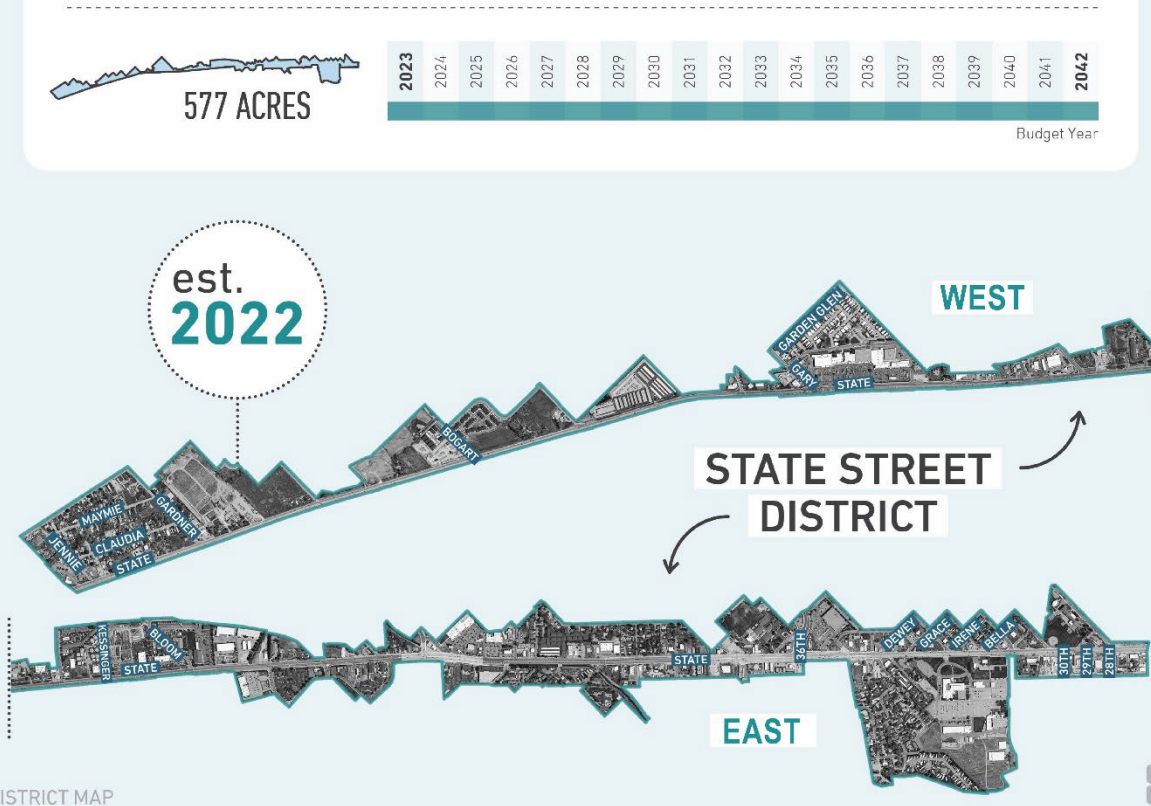 577 ACRES
2023 2024 2025 2026 2027 2028 2029 2030 2031 2032 2033 2034 2035 2036 2037 2038 2039 2040 2041 2042
Budget Year
est.
2022
WEST
GARDEN GLEN
GARY
STATE
BOGART
STATE STREET
DISTRICT
MAYMIE
GARDNER
JENNIE
CLAUDIA
STATE
KESSINGER
BLOOM
STATE
STATE
36TH
DEWEY
GRACE
IRENE
BELLA
30TH
29TH
28TH
EAST
ISTRICT MAP